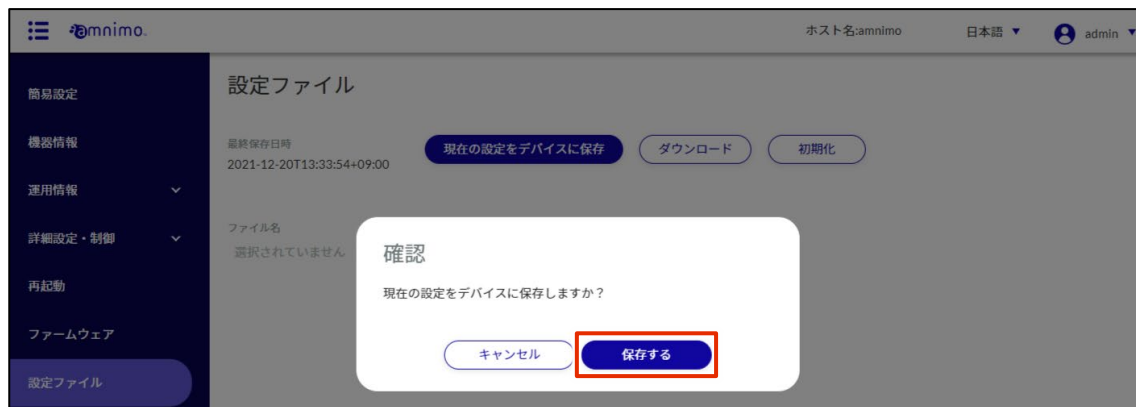 amnimo.
ホスト名:amnimo
日本語
admin
簡易設定
機器情報
運用情報
詳細設定・制御
再起動
ファームウェア
設定ファイル
設定ファイル
最終保存日時
2021-12-20T13:33:54+09:00
現在の設定をデバイスに保存
ダウンロード
初期化
ファイル名
選択されていません
確認
現在の設定をデバイスに保存しますか？
キャンセル
保存する